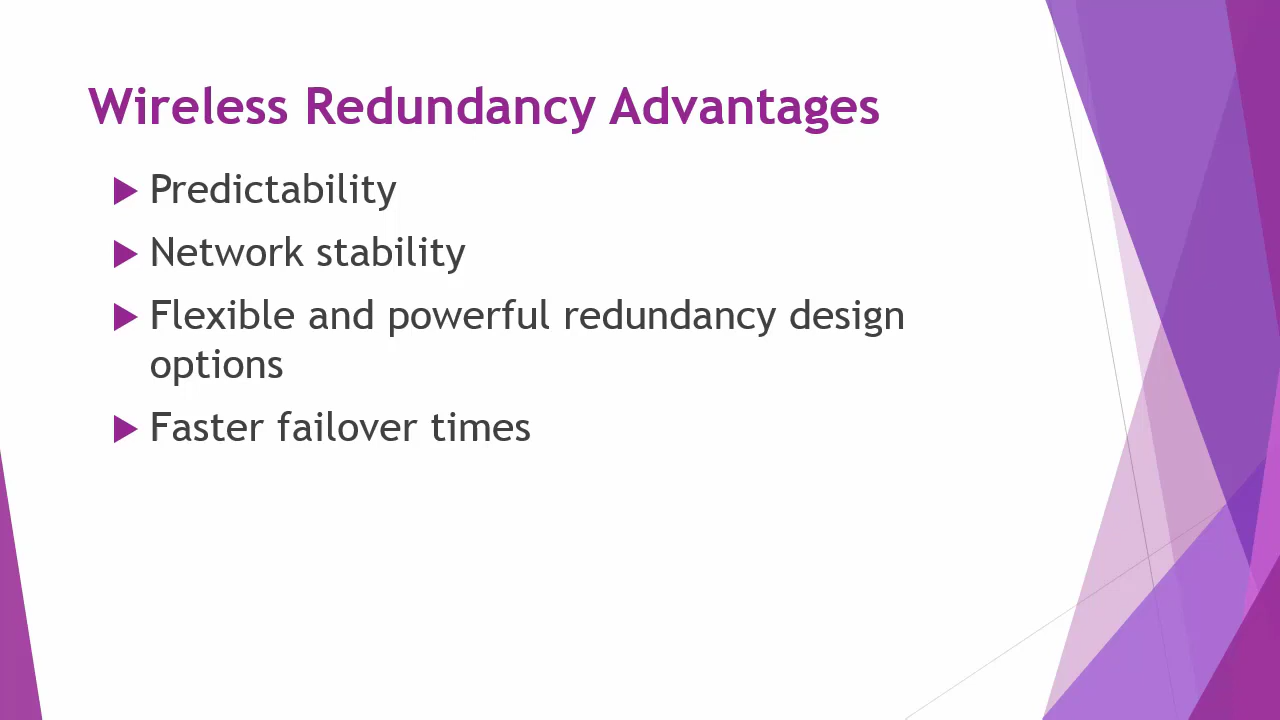 Wireless Redundancy Advantages
Predictability
Network stability
Flexible and powerful redundancy design
options
Faster failover times